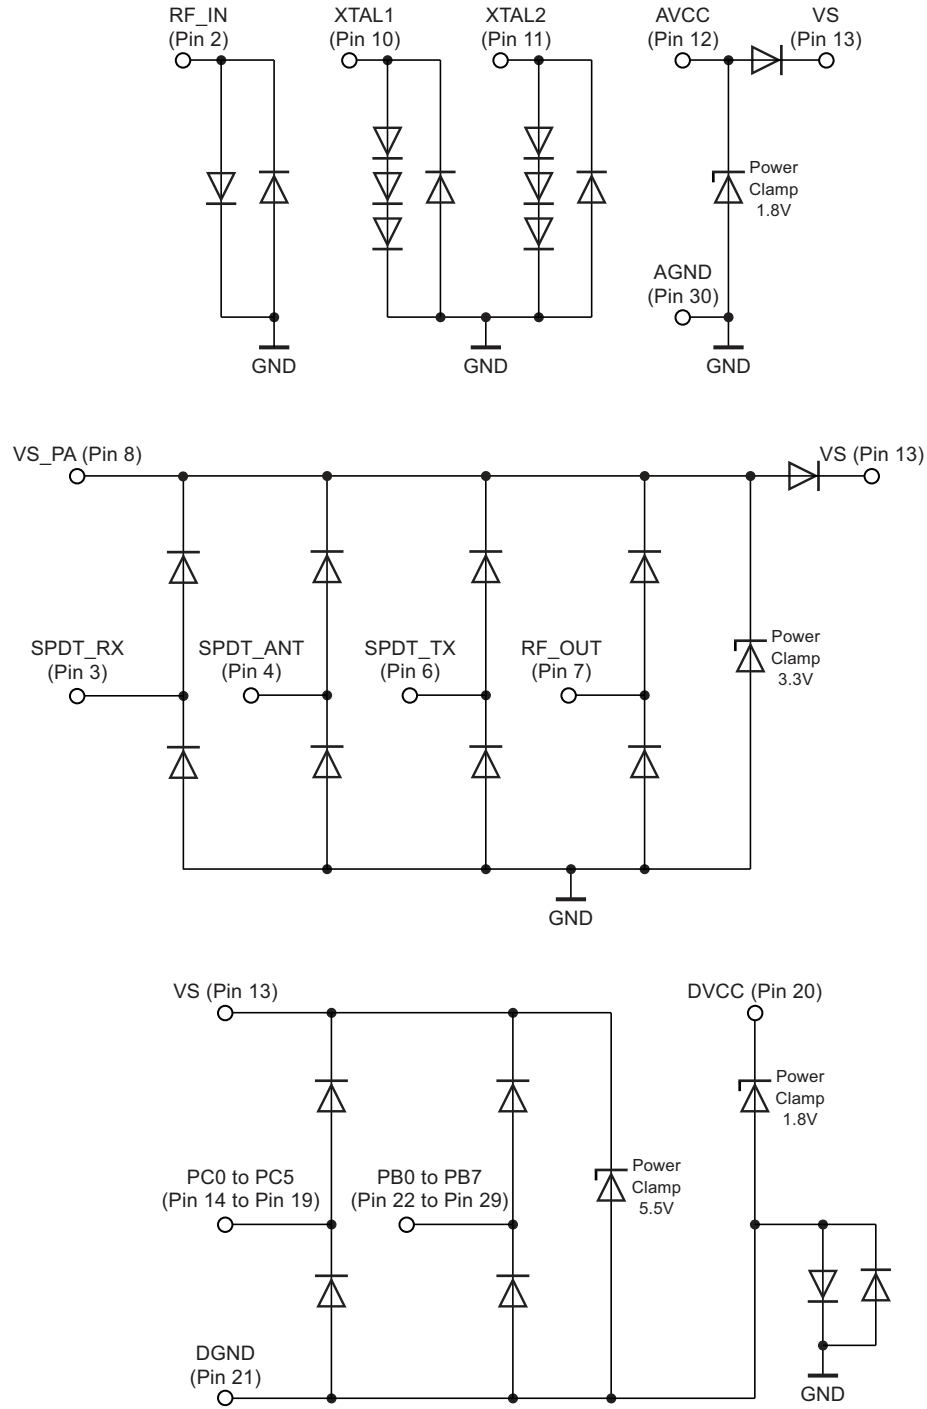 RF_IN
(Pin 2)
XTAL1
(Pin 10)
XTAL2
(Pin 11)
AVCC
(Pin 12)
VS
(Pin 13)
Power
Clamp
1.8V
AGND
(Pin 30)
GND
GND
GND
VS_PA (Pin 8)
VS (Pin 13)
SPDT_RX
(Pin 3)
SPDT_ANT
(Pin 4)
SPDT_TX
(Pin 6)
RF_OUT
(Pin 7)
Power
Clamp
3.3V
GND
VS (Pin 13)
DVCC (Pin 20)
Power
Clamp
1.8V
PC0 to PC5
(Pin 14 to Pin 19)
PB0 to PB7
(Pin 22 to Pin 29)
Power
Clamp
5.5V
DGND
(Pin 21)
GND